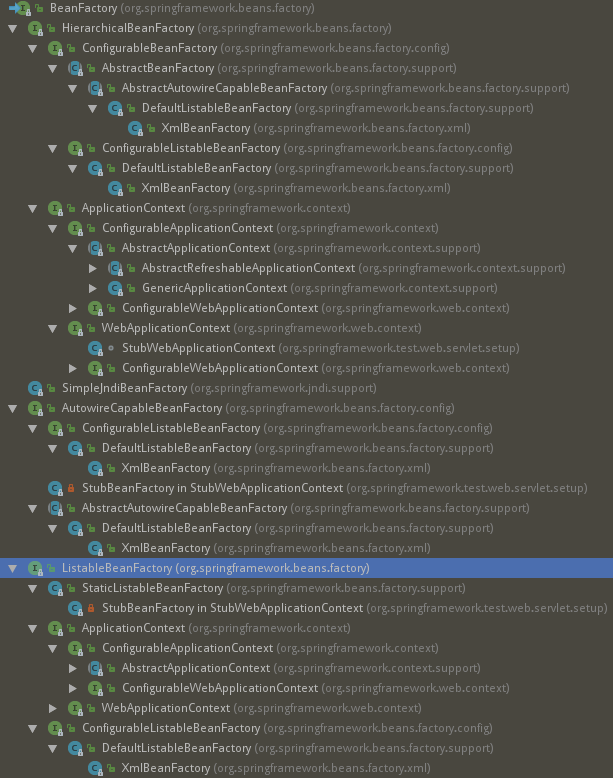 BeanFactory (org.springframework.beans.factory)
HierarchicalBeanFactory (org.springframework.beans.factory)
ConfigurableBeanFactory (org.springframework.beans.factory.config)
AbstractBeanFactory (org.springframework.beans.factory.support)
AbstractAutowireCapableBeanFactory (org.springframework.beans.factory.support)
DefaultListableBeanFactory (org.springframework.beans.factory.support)
XmlBeanFactory (org.springframework.beans.factory.xml)
ConfigurableListableBeanFactory (org.springframework.beans.factory.config)
DefaultListableBeanFactory (org.springframework.beans.factory.support)
XmlBeanFactory (org.springframework.beans.factory.xml)
ApplicationContext (org.springframework.context)
ConfigurableApplicationContext (org.springframework.context)
AbstractApplicationContext (org.springframework.context.support)
AbstractRefreshableApplicationContext (org.springframework.context.support)
GenericApplicationContext (org.springframework.context.support)
ConfigurableWebApplicationContext (org.springframework.web.context)
WebApplicationContext (org.springframework.web.context)
StubWebApplicationContext (org.springframework.test.web.servlet.setup)
ConfigurableWebApplicationContext (org.springframework.web.context)
SimpleJndiBeanFactory (org.springframework.jndi.support)
AutowireCapableBeanFactory (org.springframework.beans.factory.config)
ConfigurableListableBeanFactory (org.springframework.beans.factory.config)
DefaultListableBeanFactory (org.springframework.beans.factory.support)
XmlBeanFactory (org.springframework.beans.factory.xml)
StubBeanFactory in StubWebApplicationContext (org.springframework.test.web.servlet.setup)
AbstractAutowireCapableBeanFactory (org.springframework.beans.factory.support)
DefaultListableBeanFactory (org.springframework.beans.factory.support)
XmlBeanFactory (org.springframework.beans.factory.xml)
ListableBeanFactory (org.springframework.beans.factory)
StaticListableBeanFactory (org.springframework.beans.factory.support)
StubBeanFactory in StubWebApplicationContext (org.springframework.test.web.servlet.setup)
ApplicationContext (org.springframework.context)
ConfigurableApplicationContext (org.springframework.context)
AbstractApplicationContext (org.springframework.context.support)
ConfigurableWebApplicationContext (org.springframework.web.context)
WebApplicationContext (org.springframework.web.context)
ConfigurableListableBeanFactory (org.springframework.beans.factory.config)
DefaultListableBeanFactory (org.springframework.beans.factory.support)
XmlBeanFactory (org.springframework.beans.factory.xml)